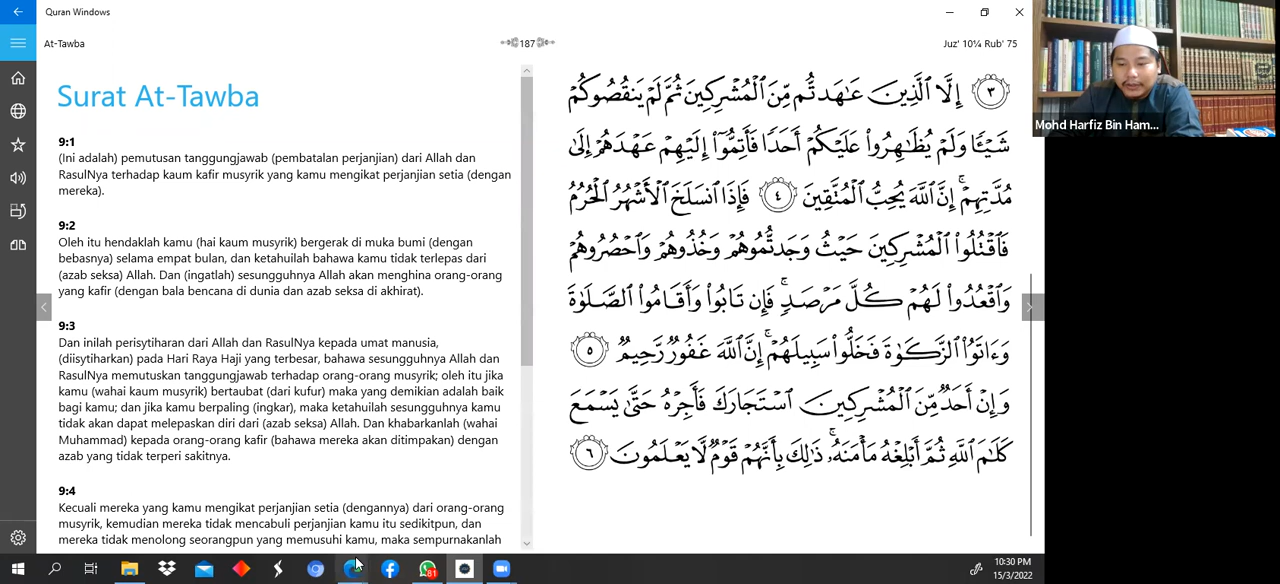 Quran Windows
At-Tawba
187
Juz' 10¼ Rub' 75
Surat At-Tawba
9:1
(Ini adalah) pemutusan tanggungjawab (pembatalan perjanjian) dari Allah dan
RasulNya terhadap kaum kafir musyrik yang kamu mengikat perjanjian setia (dengan
mereka).
9:2
Oleh itu hendaklah kamu (hai kaum musyrik) bergerak di muka bumi (dengan
bebasnya) selama empat bulan, dan ketahuilah bahawa kamu tidak terlepas dari
(azab seksa) Allah. Dan (ingatlah) sesungguhnya Allah akan menghina orang-orang
yang kafir (dengan bala bencana di dunia dan azab seksa di akhirat).
9:3
Dan inilah perisytiharan dari Allah dan RasulNya kepada umat manusia,
(diisytiharkan) pada Hari Raya Haji yang terbesar, bahawa sesungguhnya Allah dan
RasulNya memutuskan tanggungjawab terhadap orang-orang musyrik; oleh itu jika
kamu (wahai kaum musyrik) bertaubat (dari kufur) maka yang demikian adalah baik
bagi kamu; dan jika kamu berpaling (ingkar), maka ketahuilah sesungguhnya kamu
tidak akan dapat melepaskan diri dari (azab seksa) Allah. Dan khabarkanlah (wahai
Muhammad) kepada orang-orang kafir (bahawa mereka akan ditimpakan) dengan
azab yang tidak terperi sakitnya.
9:4
Kecuali mereka yang kamu mengikat perjanjian setia (dengannya) dari orang-orang
musyrik, kemudian mereka tidak mencabuli perjanjian kamu itu sedikitpun, dan
mereka tidak menolong seorangpun yang memusuhi kamu, maka sempurnakanlah
٣ إِلَّا ٱلَّذِينَ عَٰهَدتُّم مِّنَ ٱلۡمُشۡرِكِينَ ثُمَّ لَمۡ يَنقُصُوكُمۡ
شَيۡـٔٗا وَلَمۡ يُظَٰهِرُواْ عَلَيۡكُمۡ أَحَدٗا فَأَتِمُّوٓاْ إِلَيۡهِمۡ عَهۡدَهُمۡ إِلَىٰ
مُدَّتِهِمۡۚ إِنَّ ٱللَّهَ يُحِبُّ ٱلۡمُتَّقِينَ ٤ فَإِذَا ٱنسَلَخَ ٱلۡأَشۡهُرُ ٱلۡحُرُمُ
فَٱقۡتُلُواْ ٱلۡمُشۡرِكِينَ حَيۡثُ وَجَدتُّمُوهُمۡ وَخُذُوهُمۡ وَٱحۡصُرُوهُمۡ
وَٱقۡعُدُواْ لَهُمۡ كُلَّ مَرۡصَدٖۚ فَإِن تَابُواْ وَأَقَامُواْ ٱلصَّلَوٰةَ
وَءَاتَوُاْ ٱلزَّكَوٰةَ فَخَلُّواْ سَبِيلَهُمۡۚ إِنَّ ٱللَّهَ غَفُورٞ رَّحِيمٞ ٥
وَإِنۡ أَحَدٞ مِّنَ ٱلۡمُشۡرِكِينَ ٱسۡتَجَارَكَ فَأَجِرۡهُ حَتَّىٰ يَسۡمَعَ
كَلَٰمَ ٱللَّهِ ثُمَّ أَبۡلِغۡهُ مَأۡمَنَهُۥۚ ذَٰلِكَ بِأَنَّهُمۡ قَوۡمٞ لَّا يَعۡلَمُونَ ٦
Mohd Harfiz Bin Ham...
81
10:30 PM
15/3/2022